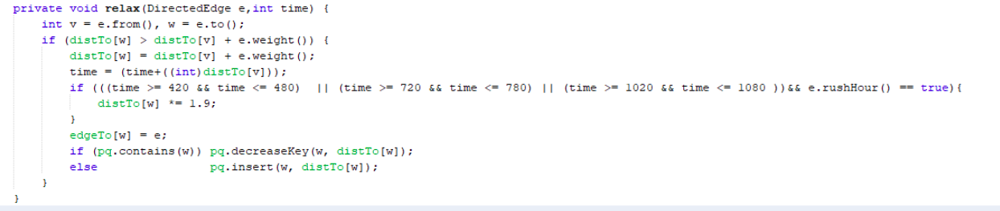 private void relax(DirectedEdge e,int time) {
    int v = e.from(), w = e.to();
    if (distTo[w] > distTo[v] + e.weight()) {
        distTo[w] = distTo[v] + e.weight();
        time = (time+((int)distTo[v]));
        if (((time >= 420 && time <= 480)  || (time >= 720 && time <= 780) || (time >= 1020 && time <= 1080 ))&& e.rushHour() == true){
            distTo[w] *= 1.9;
        }
        edgeTo[w] = e;
        if (pq.contains(w)) pq.decreaseKey(w, distTo[w]);
        else                pq.insert(w, distTo[w]);
    }
}